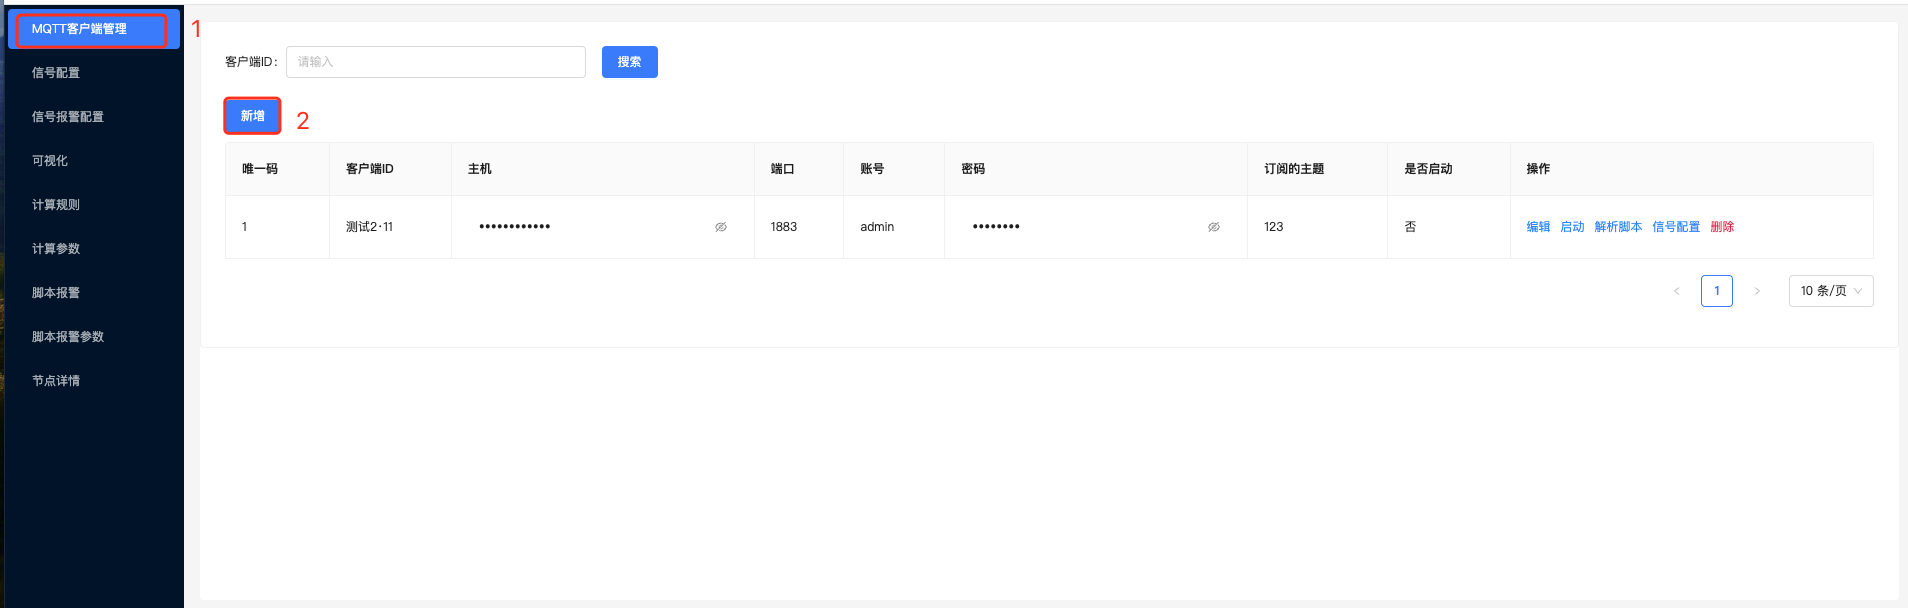 MQTT客户端管理
1
信号配置
信号报警配置
可视化
计算规则
计算参数
脚本报警
脚本报警参数
节点详情
客户端ID： 请输入 搜索
新增 2
唯一码 客户端ID 主机 端口 账号 密码 订阅的主题 是否启动 操作
1 测试2·11 •••••••••••• 1883 admin •••••••• 123 否 编辑 启动 解析脚本 信号配置 删除
< 1 > 10 条/页